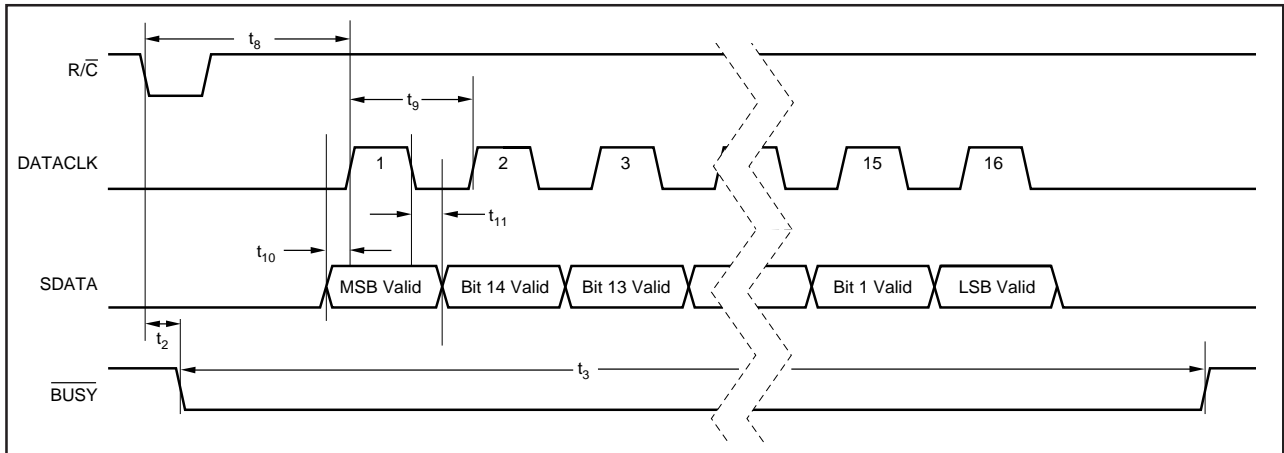 t8
R/C̅
t9
DATACLK
1
2
3
15
16
t11
t10
SDATA
MSB Valid
Bit 14 Valid
Bit 13 Valid
Bit 1 Valid
LSB Valid
t2
t3
B̅U̅S̅Y̅